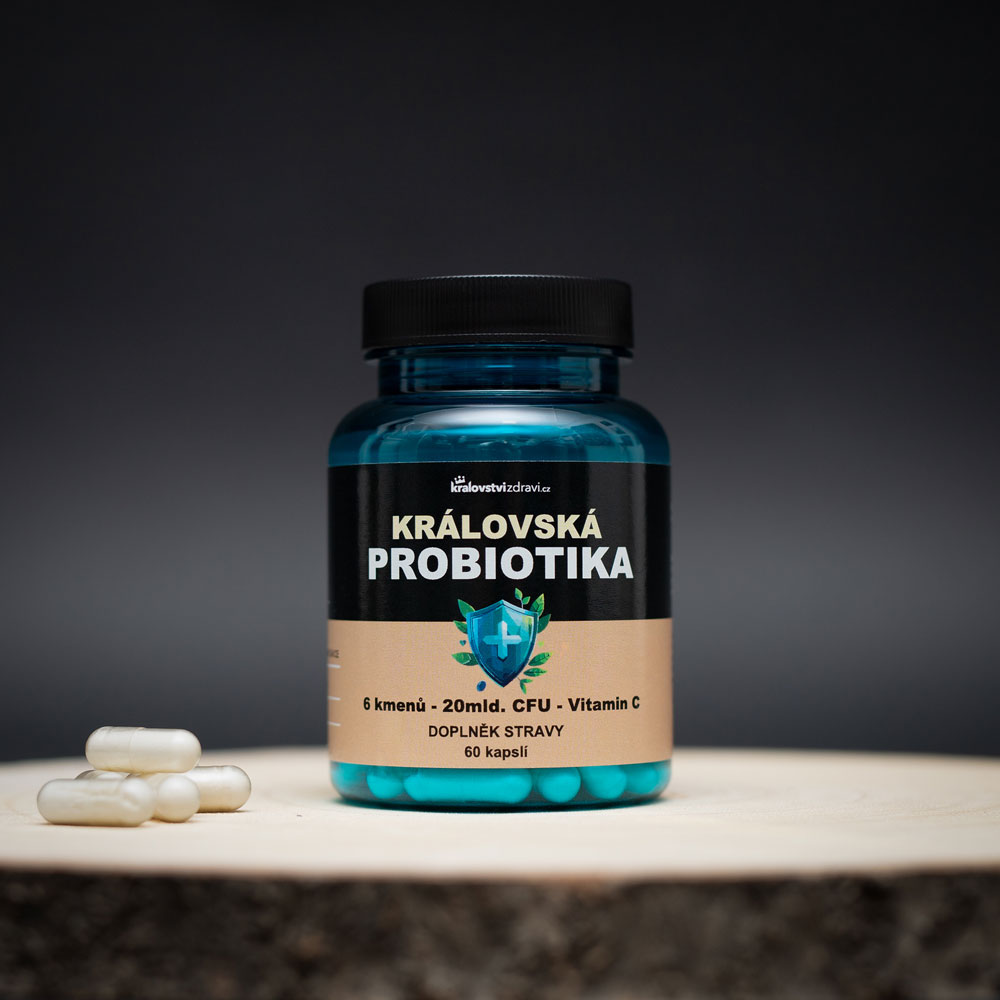 kralovstvizdravi.cz
KRÁLOVSKÁ
PROBIOTIKA
6 kmenů - 20mld. CFU - Vitamin C
DOPLNĚK STRAVY
60 kapslí